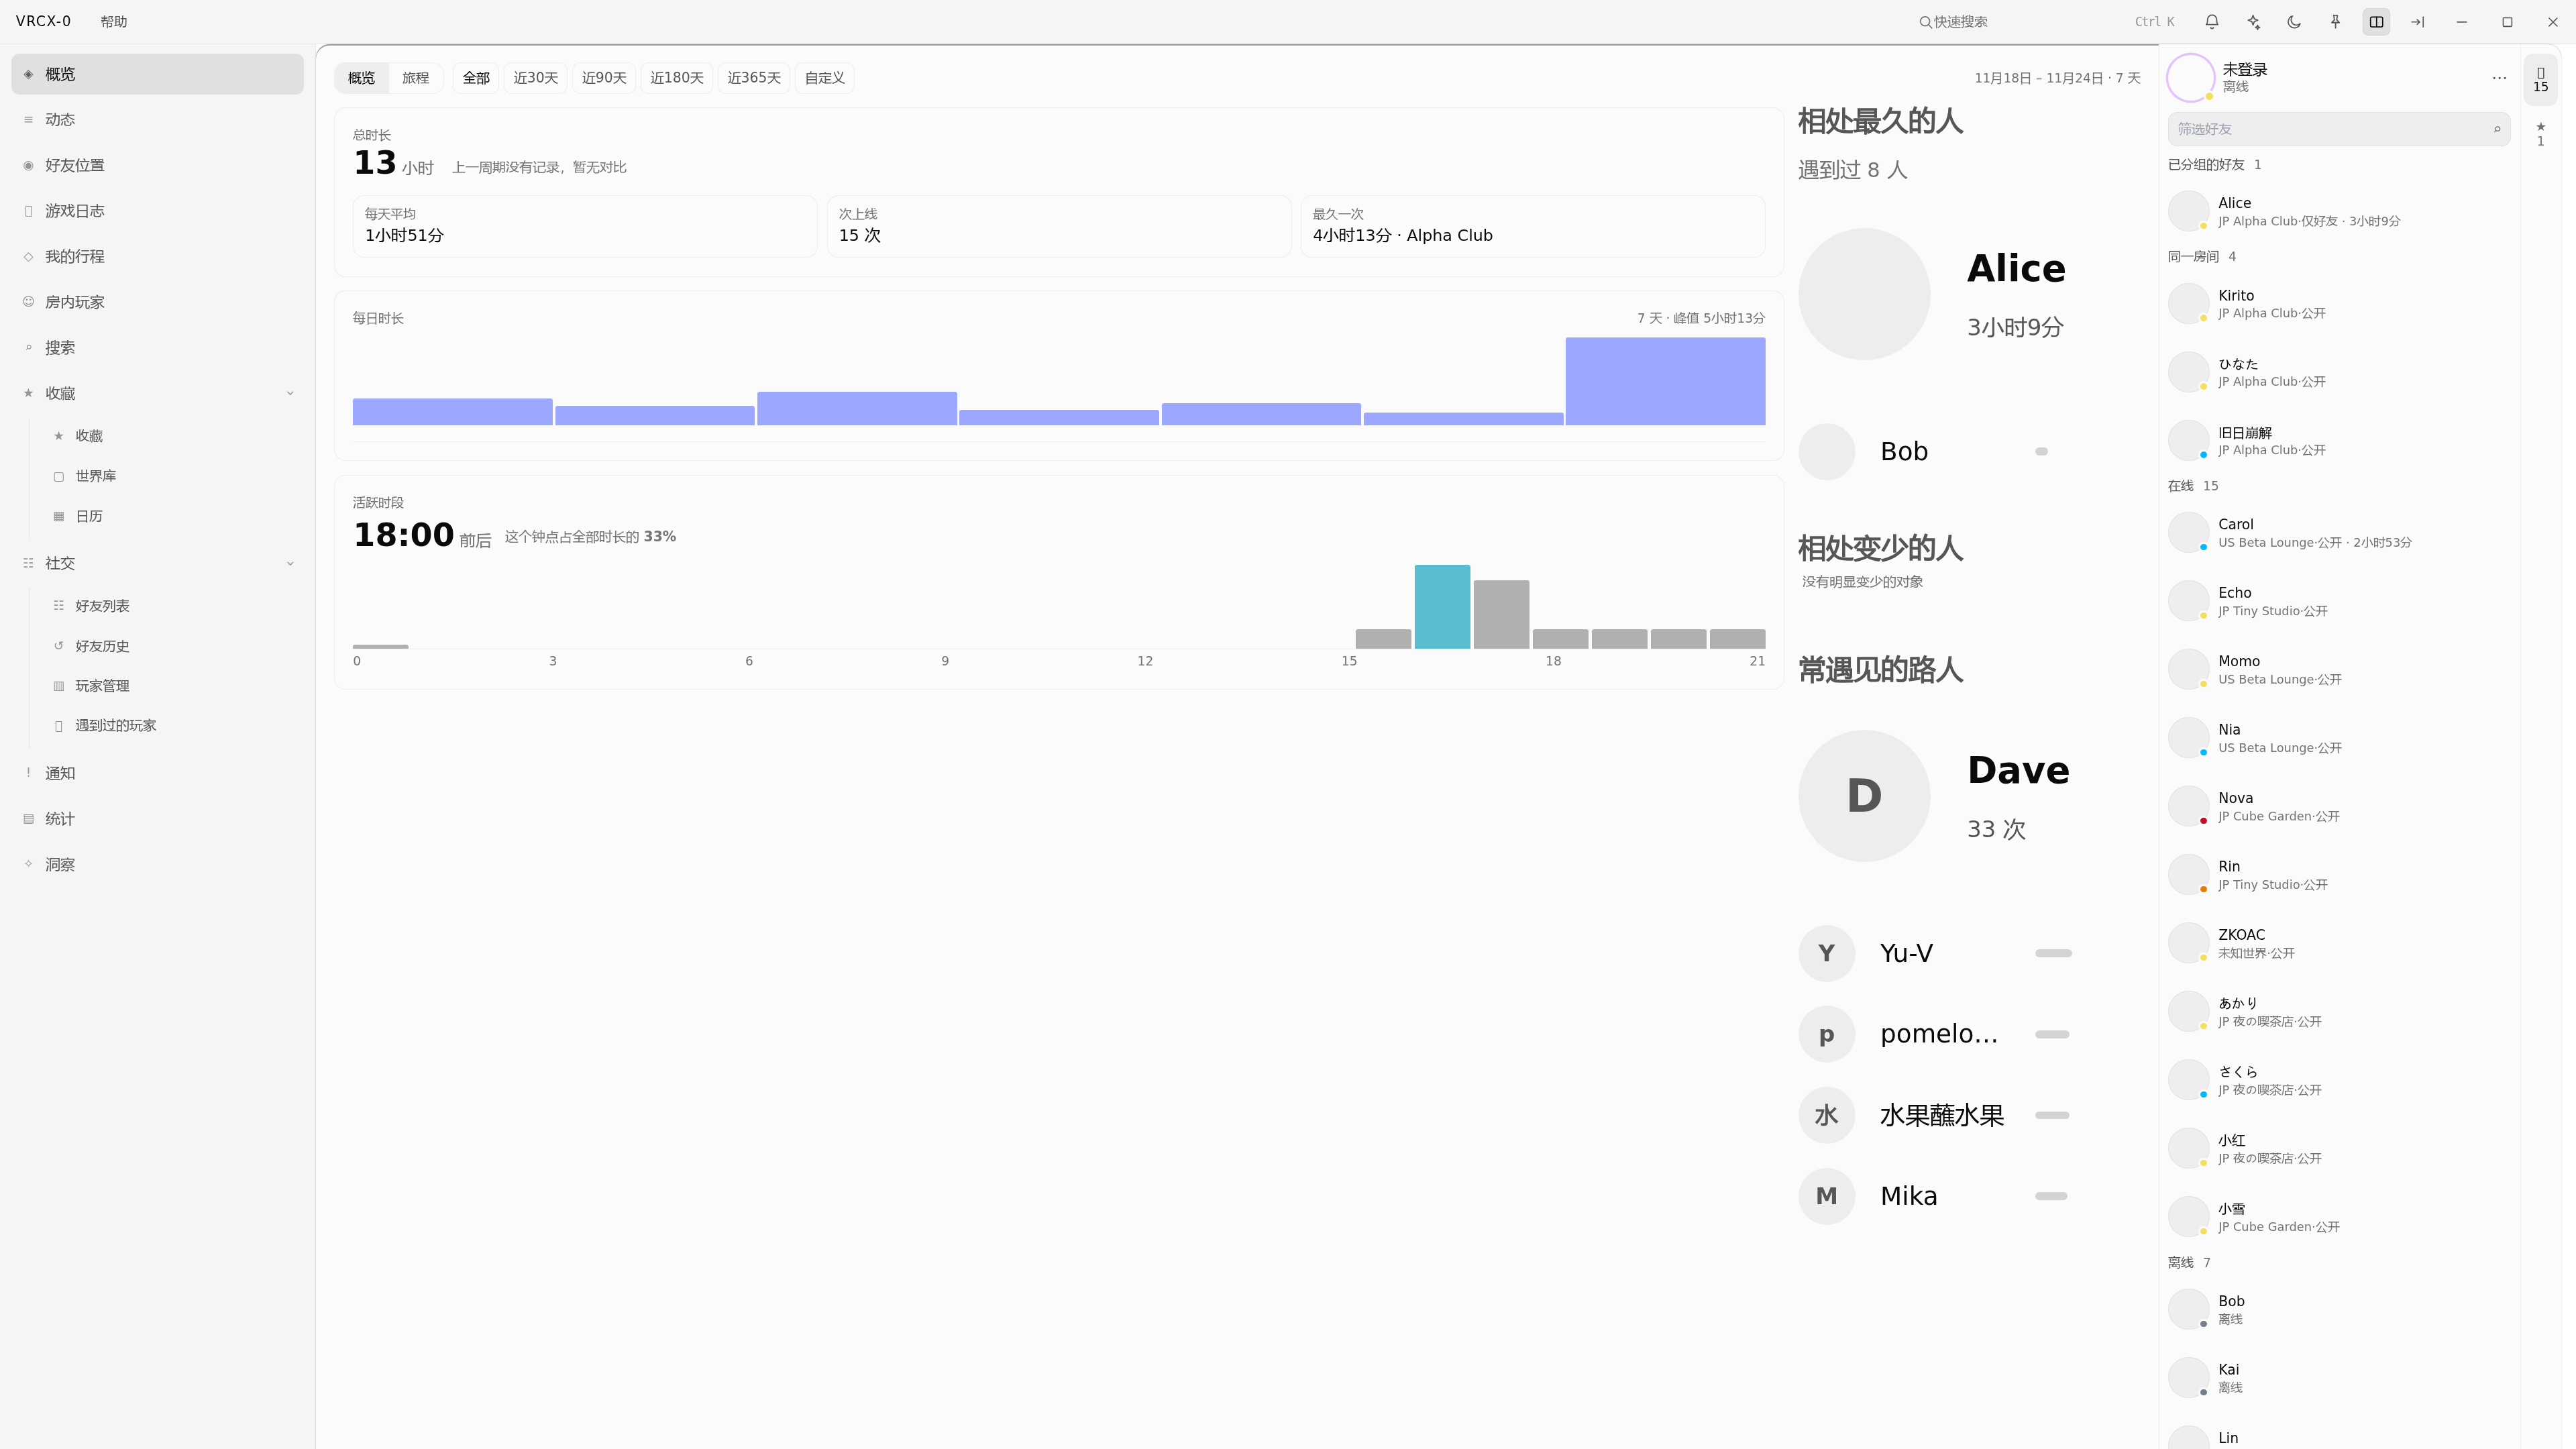 VRCX-0
帮助
快速搜索
Ctrl K
概览
动态
好友位置
游戏日志
我的行程
房内玩家
搜索
收藏
收藏
世界库
日历
社交
好友列表
好友历史
玩家管理
遇到过的玩家
通知
统计
洞察
概览 旅程 全部 近30天 近90天 近180天 近365天 自定义
11月18日 – 11月24日 · 7 天
总时长
13 小时 上一周期没有记录，暂无对比
每天平均
1小时51分
次上线
15 次
最久一次
4小时13分 · Alpha Club
每日时长
7 天 · 峰值 5小时13分
活跃时段
18:00 前后 这个钟点占全部时长的 33%
0 3 6 9 12 15 18 21
相处最久的人
遇到过 8 人
Alice
3小时9分
Bob
相处变少的人
没有明显变少的对象
常遇见的路人
D
Dave
33 次
Y Yu-V
p pomelo…
水 水果蘸水果
M Mika
未登录
离线
筛选好友
已分组的好友 1
Alice
JP Alpha Club·仅好友 · 3小时9分
同一房间 4
Kirito
JP Alpha Club·公开
ひなた
JP Alpha Club·公开
旧日崩解
JP Alpha Club·公开
在线 15
Carol
US Beta Lounge·公开 · 2小时53分
Echo
JP Tiny Studio·公开
Momo
US Beta Lounge·公开
Nia
US Beta Lounge·公开
Nova
JP Cube Garden·公开
Rin
JP Tiny Studio·公开
ZKOAC
未知世界·公开
あかり
JP 夜の喫茶店·公开
さくら
JP 夜の喫茶店·公开
小红
JP 夜の喫茶店·公开
小雪
JP Cube Garden·公开
离线 7
Bob
离线
Kai
离线
Lin
15
★
1